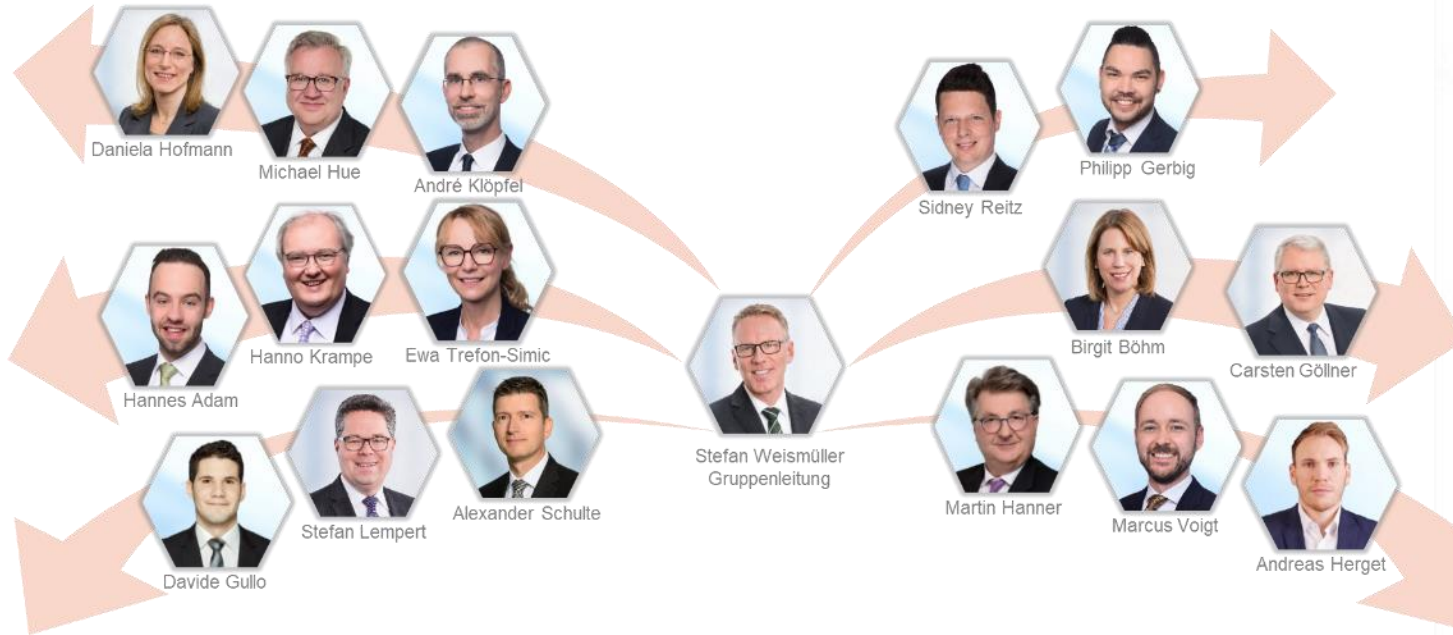 Daniela Hofmann
Michael Hue
André Klöpfel
Sidney Reitz
Philipp Gerbig
Hannes Adam
Hanno Krampe
Ewa Trefon-Simic
Birgit Böhm
Carsten Göllner
Stefan Weismüller
Gruppenleitung
Davide Gullo
Stefan Lempert
Alexander Schulte
Martin Hanner
Marcus Voigt
Andreas Herget